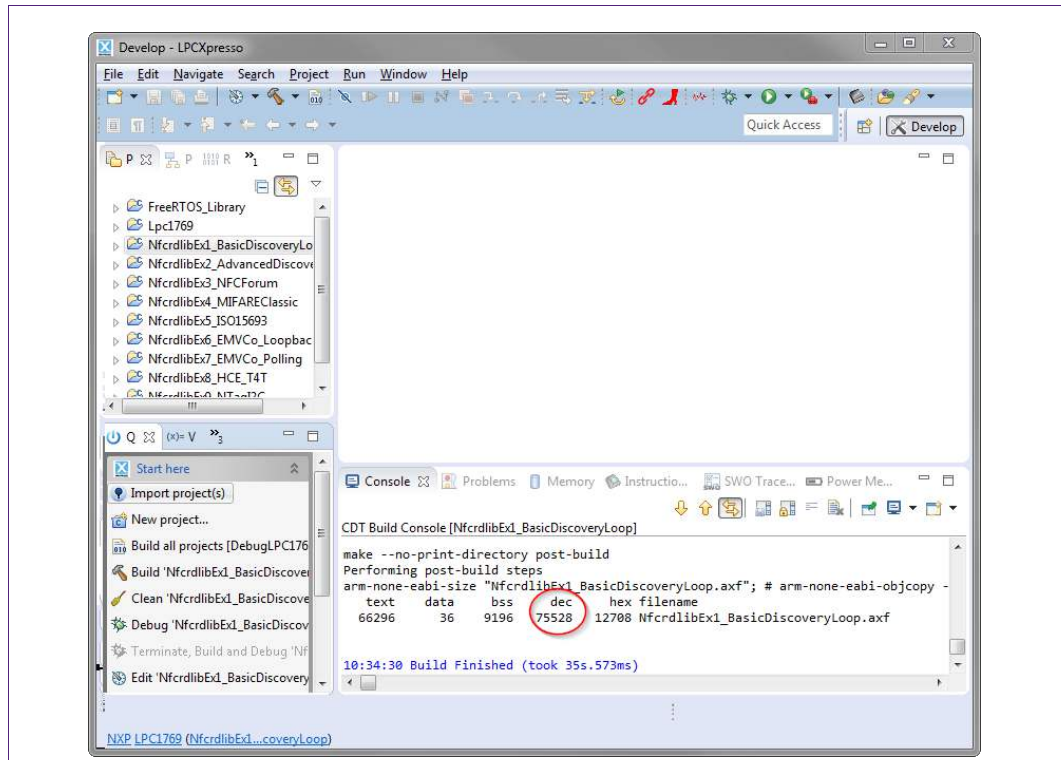 Develop - LPCXpresso
File Edit Navigate Search Project Run Window Help
Quick Access
Develop
P P R »1
FreeRTOS_Library
Lpc1769
NfcrdlibEx1_BasicDiscoveryLo
NfcrdlibEx2_AdvancedDiscove
NfcrdlibEx3_NFCForum
NfcrdlibEx4_MIFAREClassic
NfcrdlibEx5_ISO15693
NfcrdlibEx6_EMVCo_Loopbac
NfcrdlibEx7_EMVCo_Polling
NfcrdlibEx8_HCE_T4T
NfcrdlibEx9_NTagI2C
Q (x)= V »3
Start here
Import project(s)
New project...
Build all projects [DebugLPC176
Build 'NfcrdlibEx1_BasicDiscover
Clean 'NfcrdlibEx1_BasicDiscove
Debug 'NfcrdlibEx1_BasicDiscov
Terminate, Build and Debug 'Nf
Edit 'NfcrdlibEx1_BasicDiscovery
Console Problems Memory Instructio... SWO Trace... Power Me...
CDT Build Console [NfcrdlibEx1_BasicDiscoveryLoop]
make --no-print-directory post-build
Performing post-build steps
arm-none-eabi-size "NfcrdlibEx1_BasicDiscoveryLoop.axf"; # arm-none-eabi-objcopy -
text data bss dec hex filename
66296 36 9196 75528 12708 NfcrdlibEx1_BasicDiscoveryLoop.axf
10:34:30 Build Finished (took 35s.573ms)
NXP LPC1769 (NfcrdlibEx1...coveryLoop)